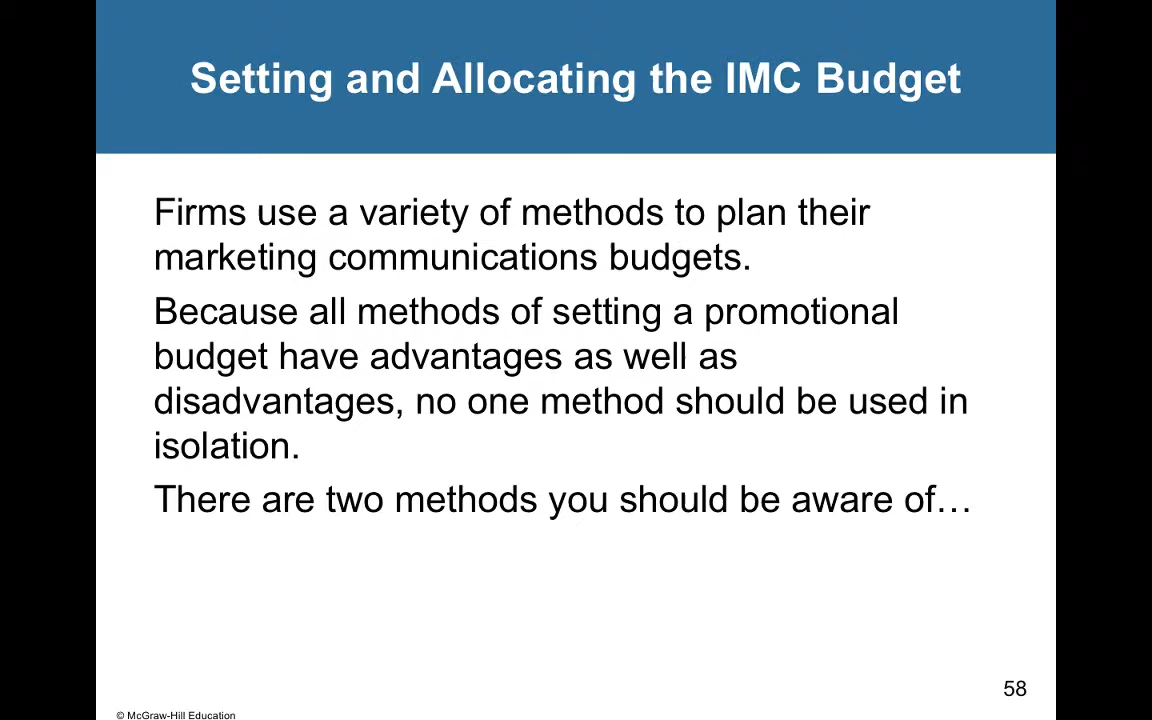 Setting and Allocating the IMC Budget
Firms use a variety of methods to plan their
marketing communications budgets.
Because all methods of setting a promotional
budget have advantages as well as
disadvantages, no one method should be used in
isolation.
There are two methods you should be aware of…
58
© McGraw-Hill Education